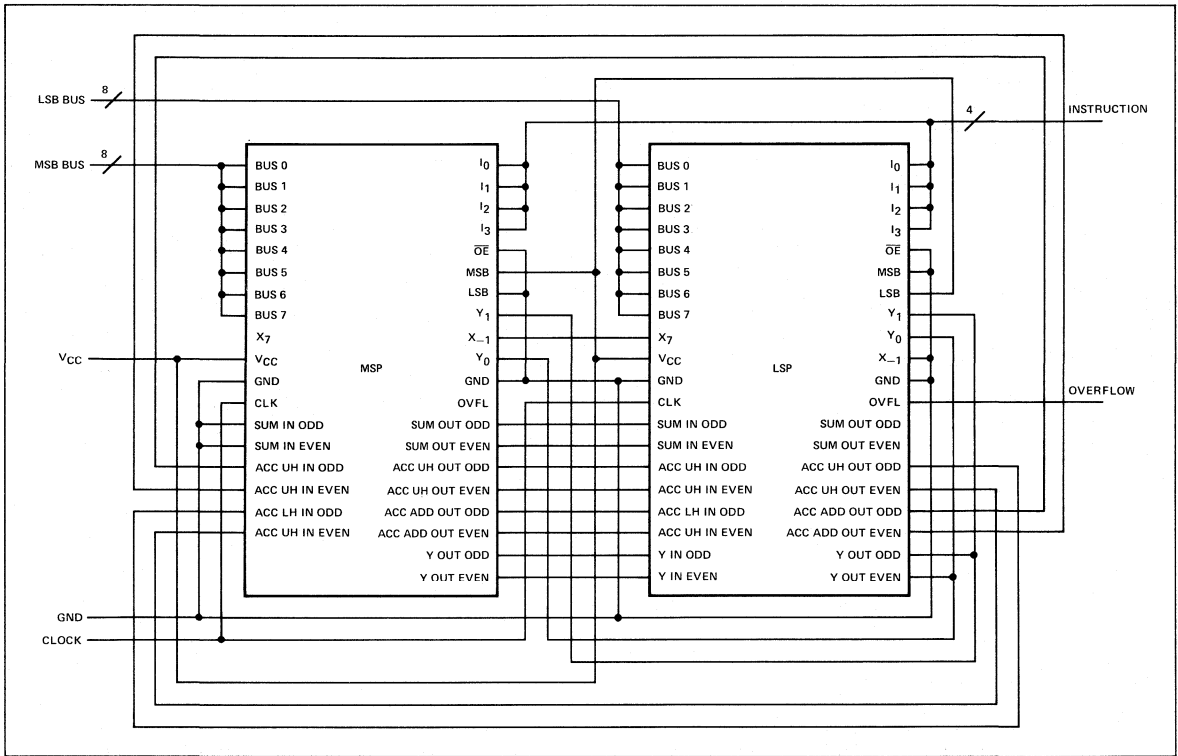 8
LSB BUS
4
INSTRUCTION
8
MSB BUS
BUS 0
BUS 1
BUS 2
BUS 3
BUS 4
BUS 5
BUS 6
BUS 7
X7
VCC
GND
CLK
SUM IN ODD
SUM IN EVEN
ACC UH IN ODD
ACC UH IN EVEN
ACC LH IN ODD
ACC UH IN EVEN
MSP
I0
I1
I2
I3
OE
MSB
LSB
Y1
X−1
Y0
GND
OVFL
SUM OUT ODD
SUM OUT EVEN
ACC UH OUT ODD
ACC UH OUT EVEN
ACC ADD OUT ODD
ACC ADD OUT EVEN
Y OUT ODD
Y OUT EVEN
BUS 0
BUS 1
BUS 2
BUS 3
BUS 4
BUS 5
BUS 6
BUS 7
X7
VCC
GND
CLK
SUM IN ODD
SUM IN EVEN
ACC UH IN ODD
ACC UH IN EVEN
ACC LH IN ODD
ACC UH IN EVEN
Y IN ODD
Y IN EVEN
LSP
I0
I1
I2
I3
OE
MSB
LSB
Y1
Y0
X−1
GND
OVFL
SUM OUT ODD
SUM OUT EVEN
ACC UH OUT ODD
ACC UH OUT EVEN
ACC ADD OUT ODD
ACC ADD OUT EVEN
Y OUT ODD
Y OUT EVEN
OVERFLOW
VCC
GND
CLOCK